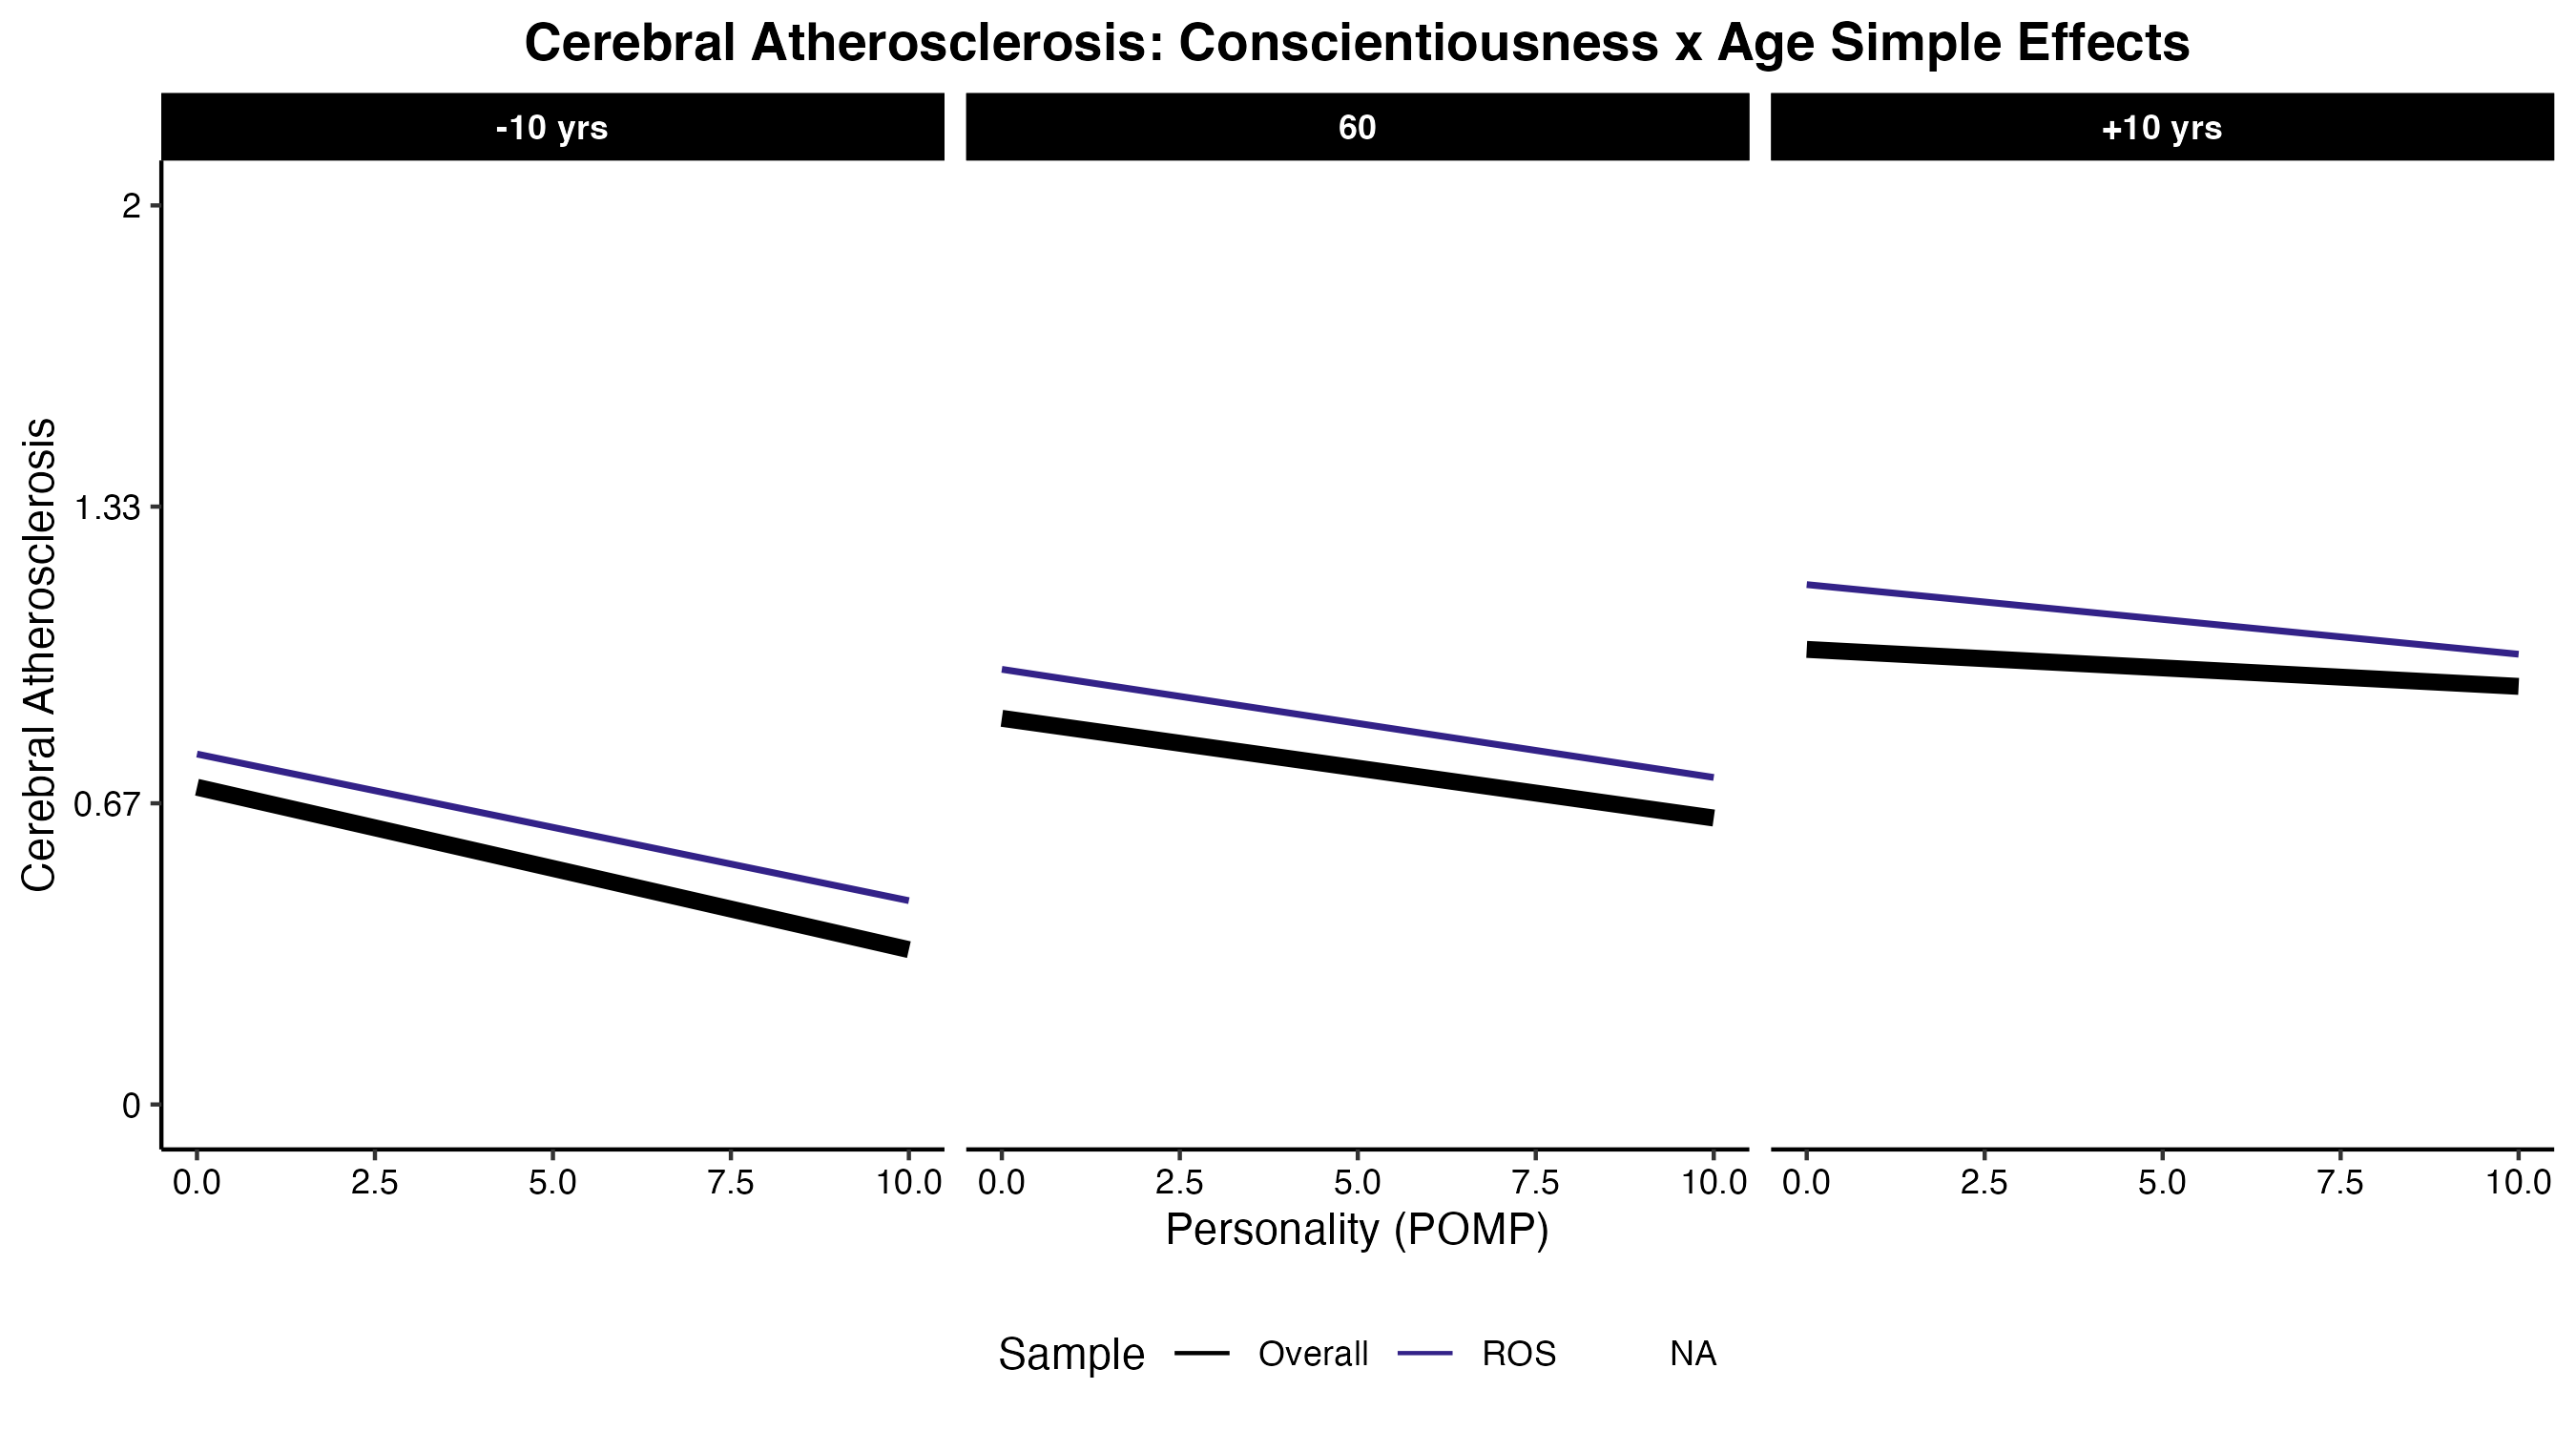 Cerebral Atherosclerosis: Conscientiousness x Age Simple Effects
-10 yrs
60
+10 yrs
Cerebral Atherosclerosis
2
1.33
0.67
0
0.0 2.5 5.0 7.5 10.0
0.0 2.5 5.0 7.5 10.0
0.0 2.5 5.0 7.5 10.0
Personality (POMP)
Sample Overall ROS NA